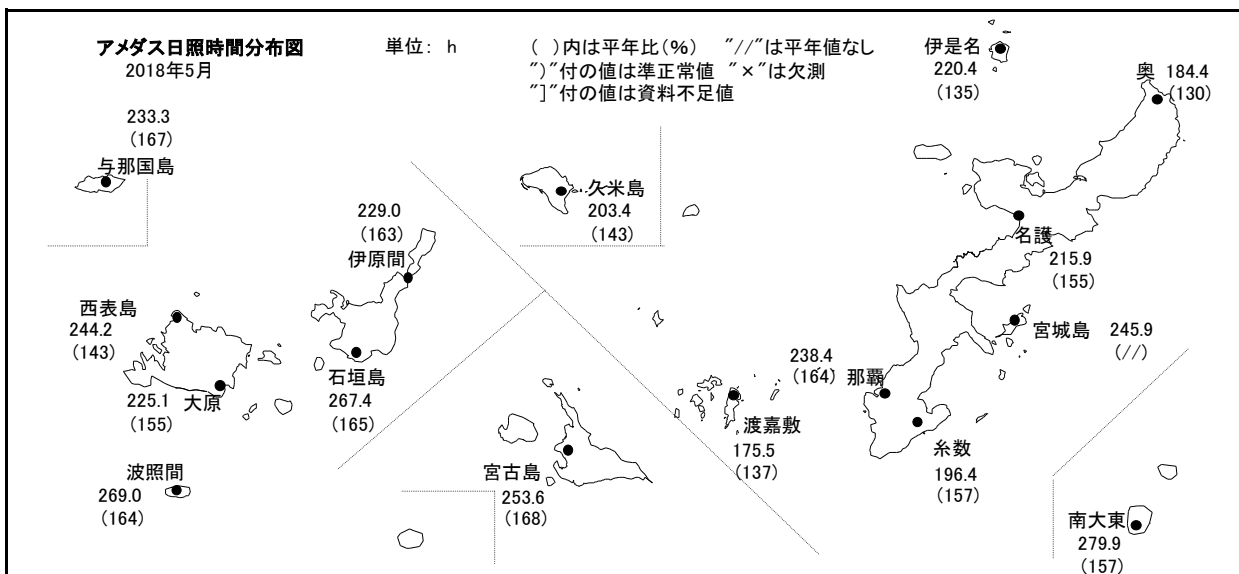 アメダス日照時間分布図 単位: h ( )内は平年比(%) "//"は平年値なし
2018年5月 ")"付の値は準正常値 "×"は欠測
"]"付の値は資料不足値
伊是名
220.4
(135)
奥 184.4
(130)
233.3
(167)
与那国島
久米島
203.4
(143)
229.0
(163)
伊原間
名護
215.9
(155)
西表島
244.2
(143)
宮城島 245.9
(//)
238.4
(164) 那覇
石垣島
267.4
(165)
225.1 大原
(155)
渡嘉敷
175.5
(137)
糸数
196.4
(157)
波照間
269.0
(164)
宮古島
253.6
(168)
南大東
279.9
(157)